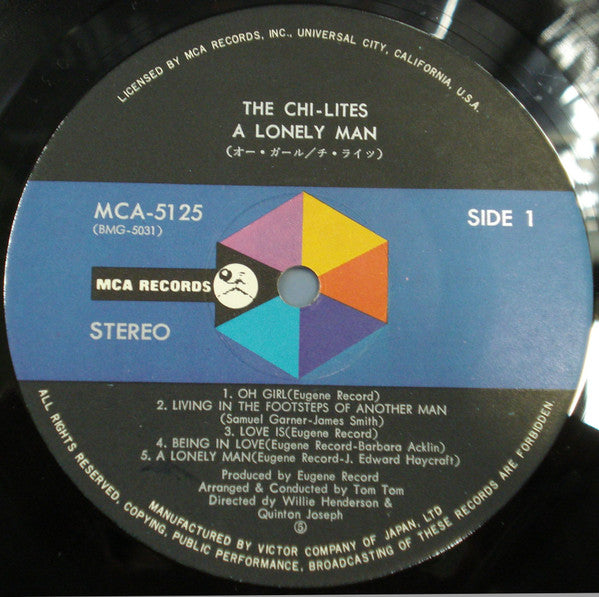 LICENSED BY MCA RECORDS, INC., UNIVERSAL CITY, CALIFORNIA, U.S.A.
THE CHI-LITES
A LONELY MAN
(オー・ガール/チ・ライツ)
MCA-5125
(BMG-5031)
SIDE 1
MCA RECORDS
STEREO
1. OH GIRL(Eugene Record)
2. LIVING IN THE FOOTSTEPS OF ANOTHER MAN
(Samuel Garner-James Smith)
3. LOVE IS(Eugene Record)
4. BEING IN LOVE(Eugene Record-Barbara Acklin)
5. A LONELY MAN(Eugene Record-J. Edward Haycraft)
Produced by Eugene Record
Arranged & Conducted by Tom Tom
Directed by Willie Henderson &
Quinton Joseph
Ⓢ
MANUFACTURED BY VICTOR COMPANY OF JAPAN, LTD
ALL RIGHTS RESERVED, COPYING, PUBLIC PERFORMANCE, BROADCASTING OF THESE RECORDS ARE FORBIDDEN.